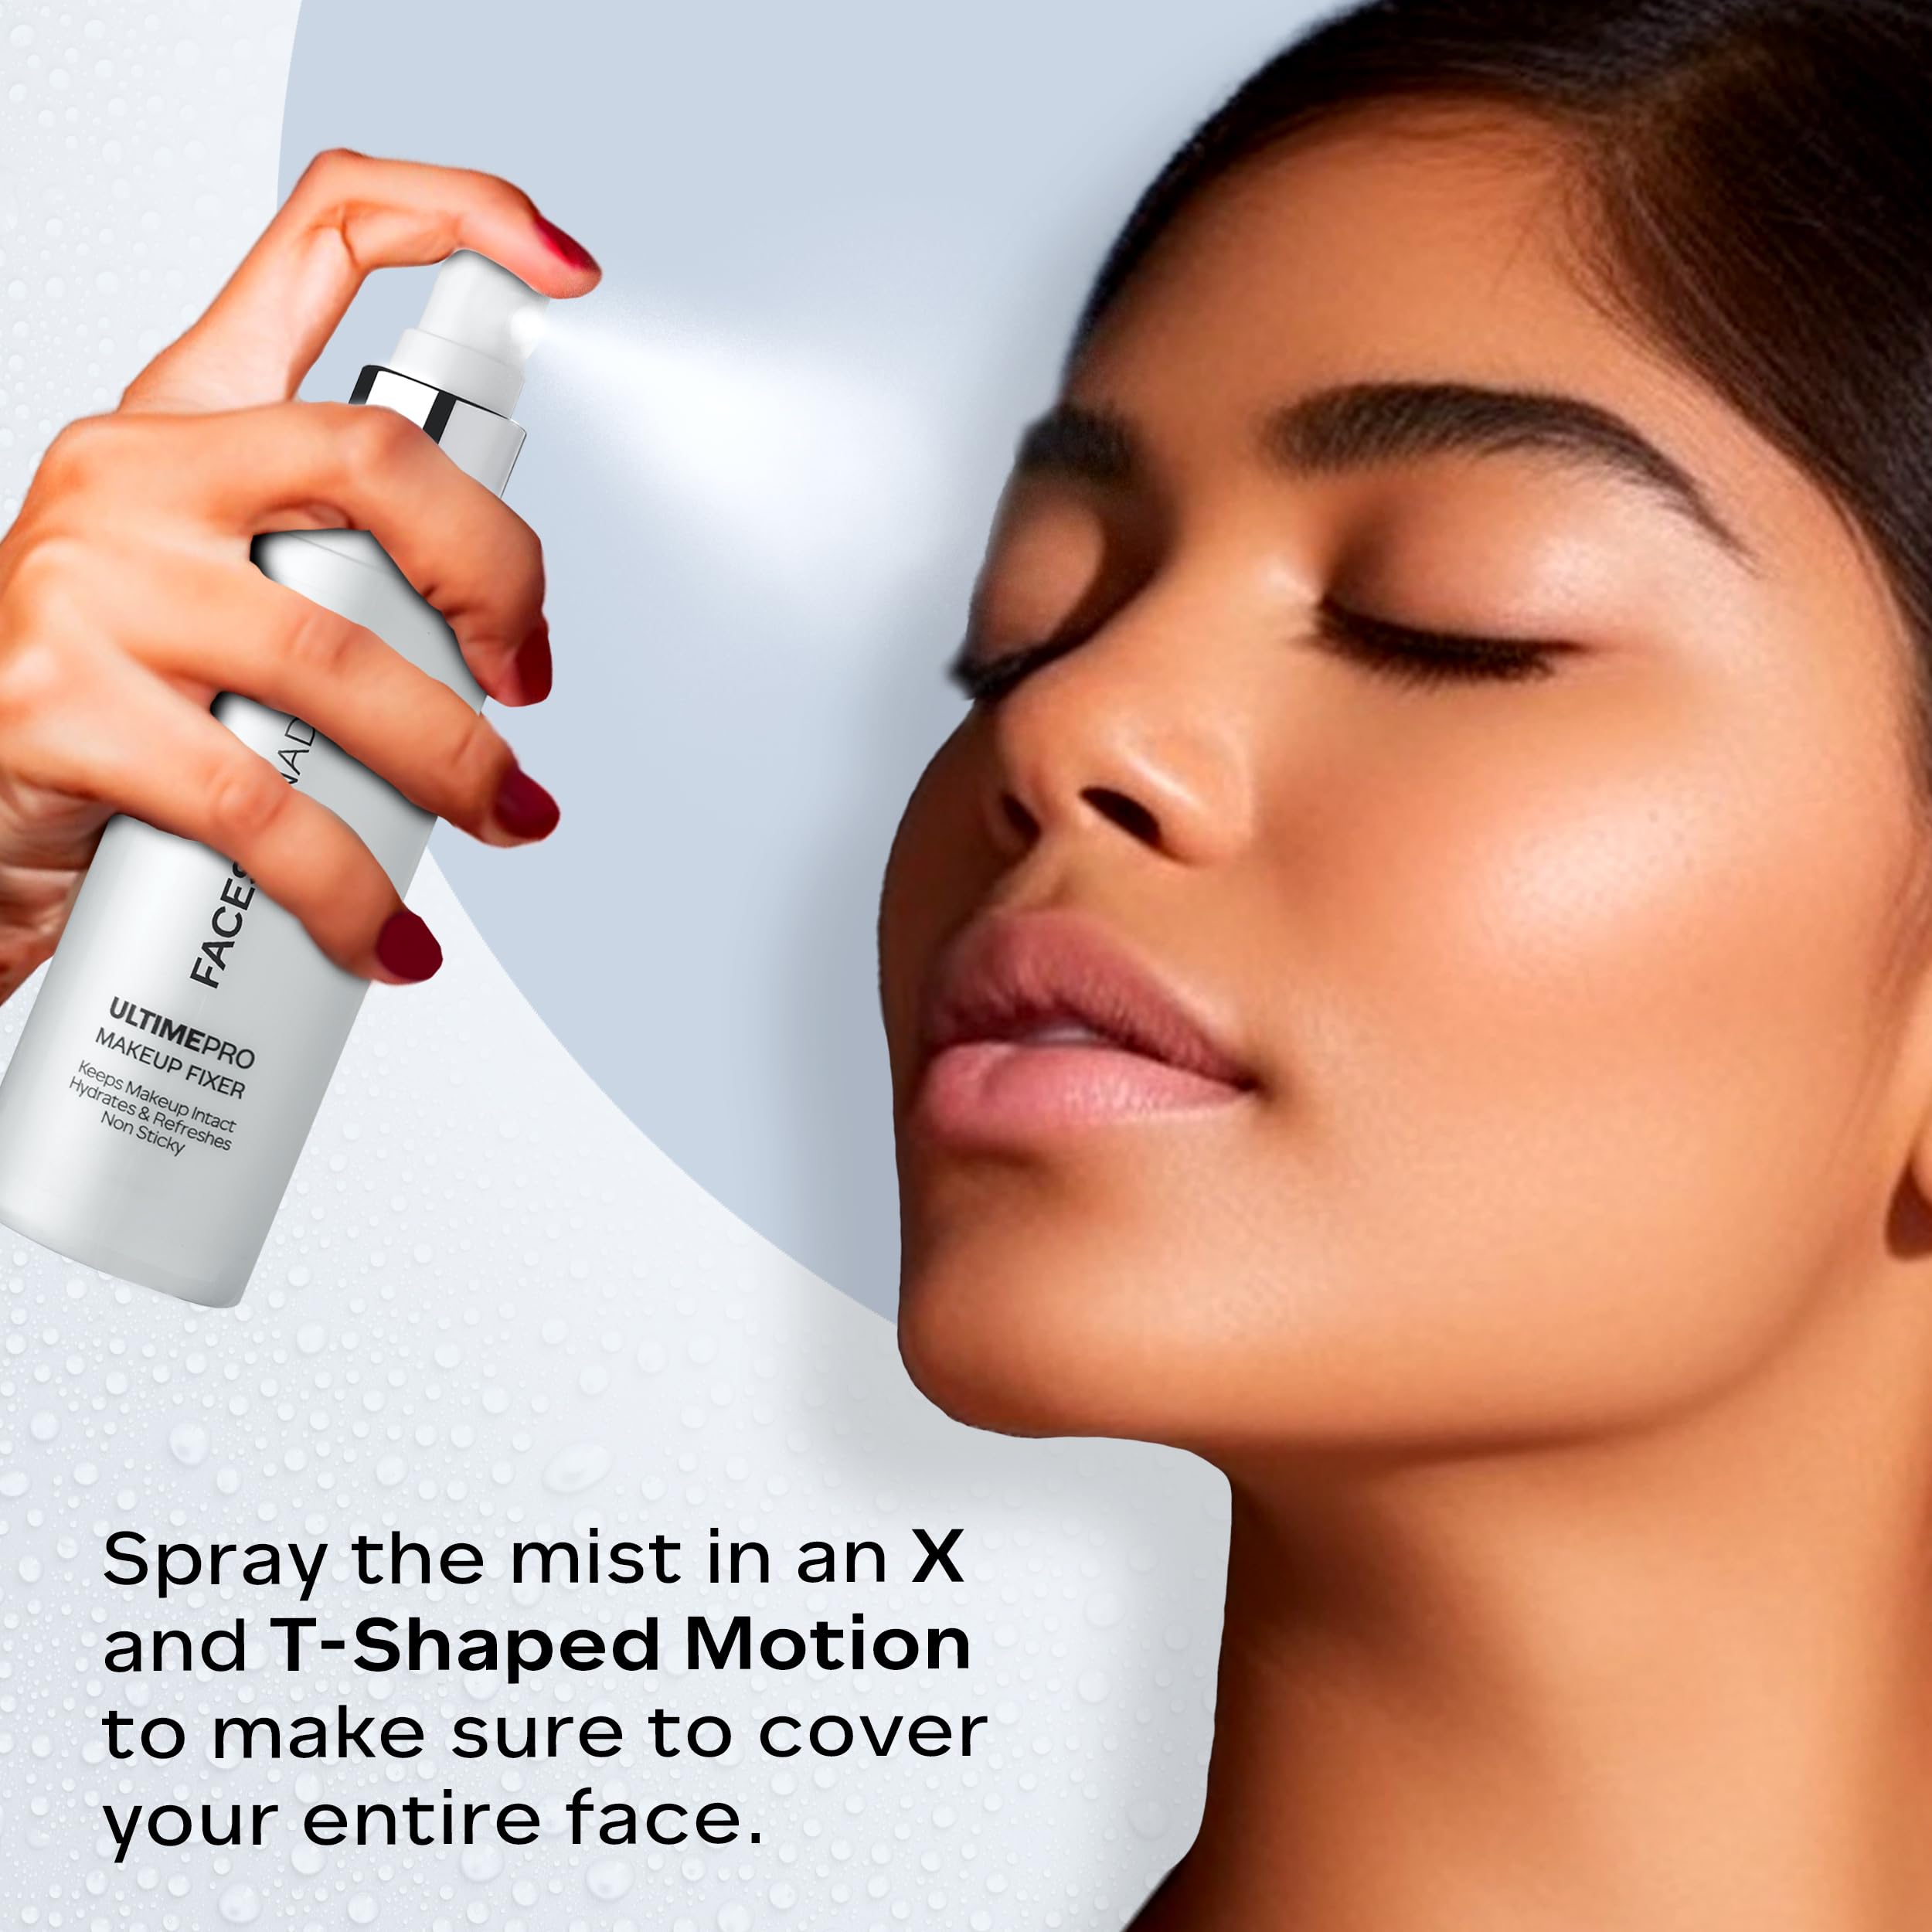 FACES
ULTIMEPRO
MAKEUP FIXER
Keeps Makeup Intact
Hydrates & Refreshes
Non Sticky
Spray the mist in an X
and T-Shaped Motion
to make sure to cover
your entire face.